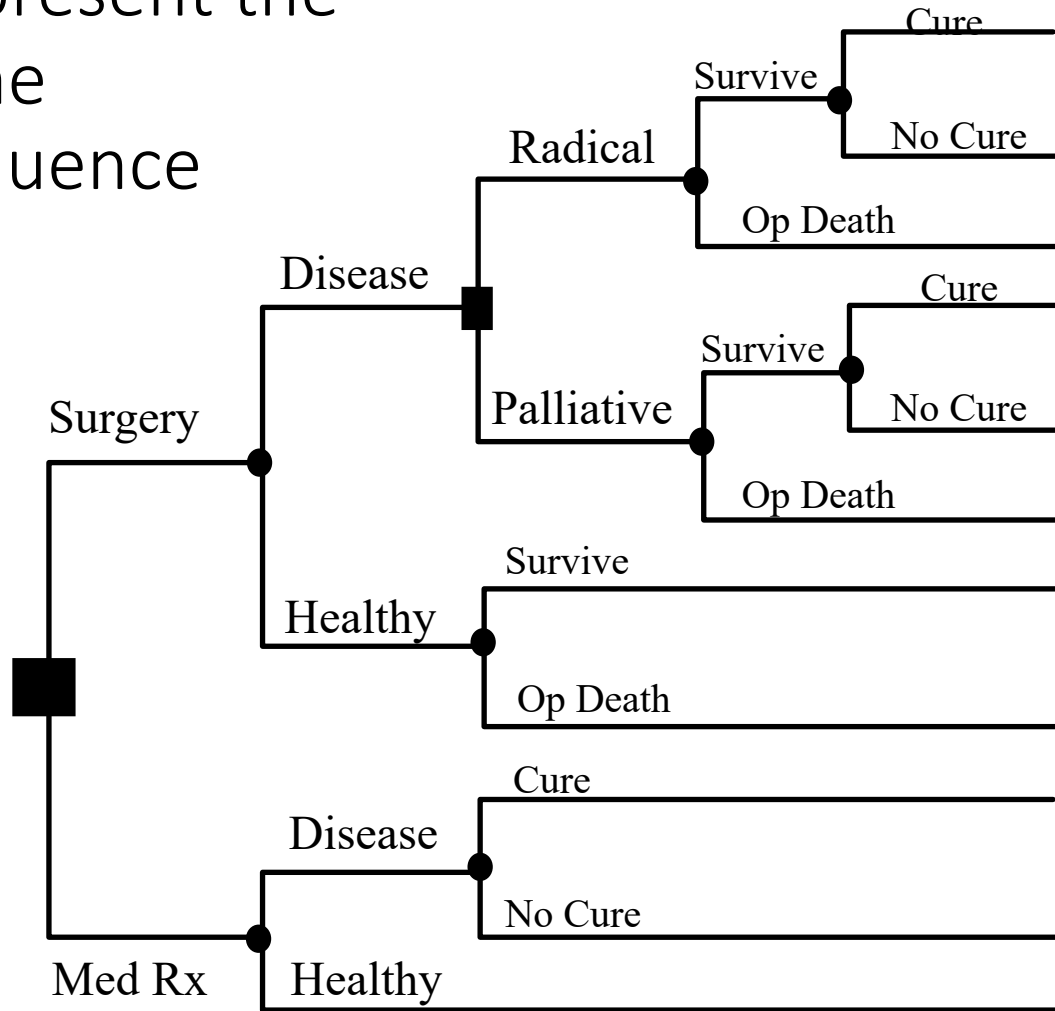 present the
ne
uence
Cure
Survive
No Cure
Radical
Op Death
Disease
Cure
Survive
Palliative
No Cure
Surgery
Op Death
Survive
Healthy
Op Death
Cure
Disease
No Cure
Med Rx
Healthy